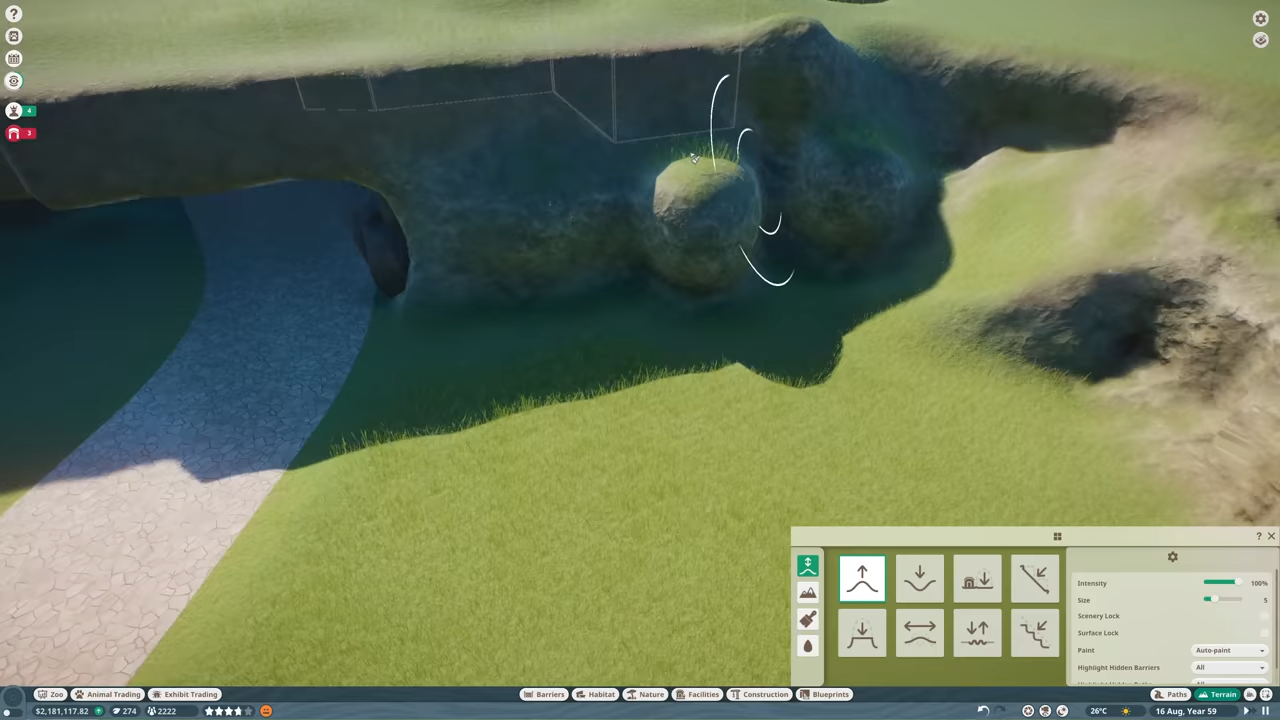 4
3
?
Intensity 100%
Size 5
Scenery Lock
Surface Lock
Paint Auto-paint
Highlight Hidden Barriers All
Zoo Animal Trading Exhibit Trading Barriers Habitat Nature Facilities Construction Blueprints Paths Terrain
$2,181,117.82 274 2222 26°C 16 Aug, Year 59